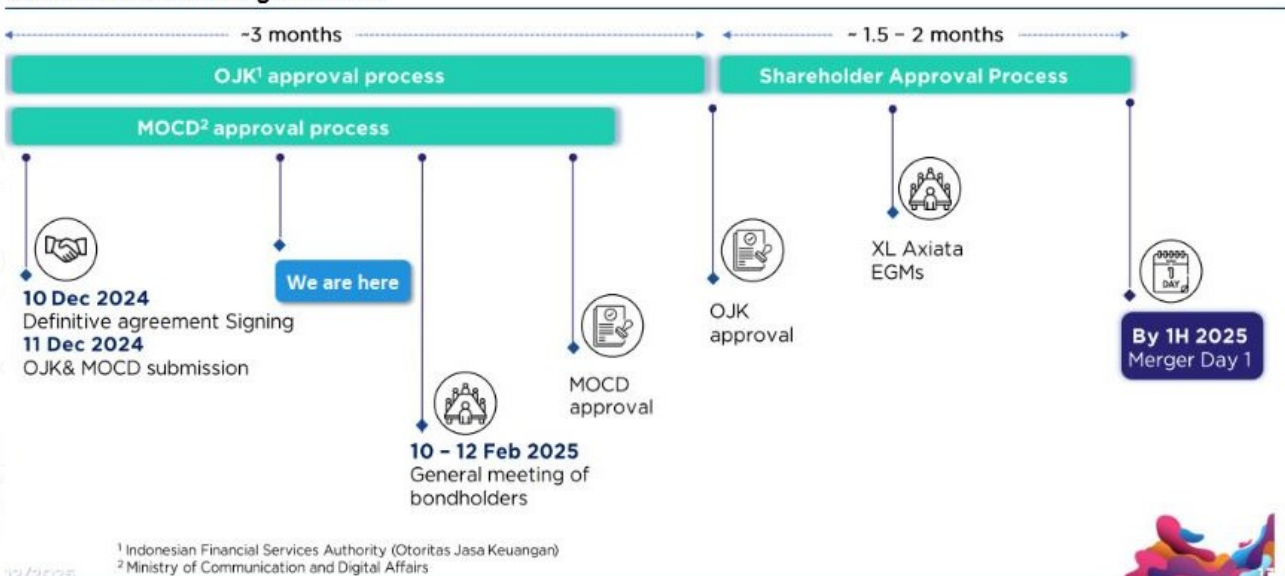 ~3 months
~ 1.5 – 2 months
OJK¹ approval process
Shareholder Approval Process
MOCD² approval process
We are here
10 Dec 2024
Definitive agreement Signing
11 Dec 2024
OJK& MOCD submission
10 – 12 Feb 2025
General meeting of
bondholders
MOCD
approval
OJK
approval
XL Axiata
EGMs
1
DAY
By 1H 2025
Merger Day 1
¹ Indonesian Financial Services Authority (Otoritas Jasa Keuangan)
² Ministry of Communication and Digital Affairs